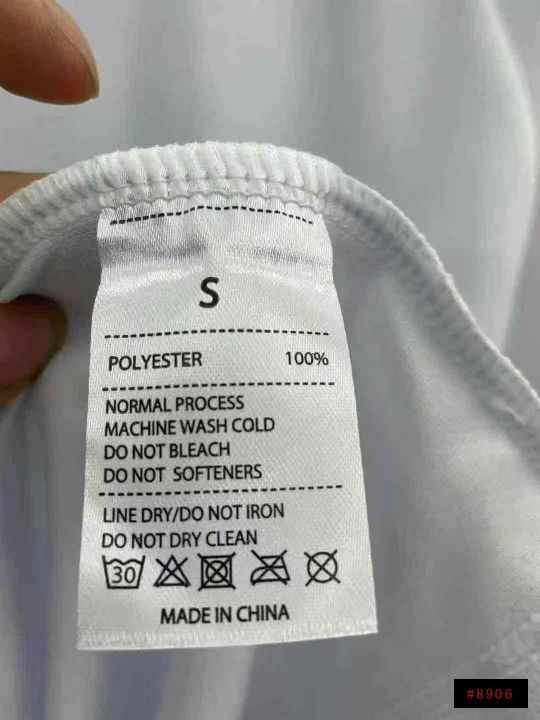 S
POLYESTER 100%
NORMAL PROCESS
MACHINE WASH COLD
DO NOT BLEACH
DO NOT SOFTENERS
LINE DRY/DO NOT IRON
DO NOT DRY CLEAN
30
MADE IN CHINA
#8906